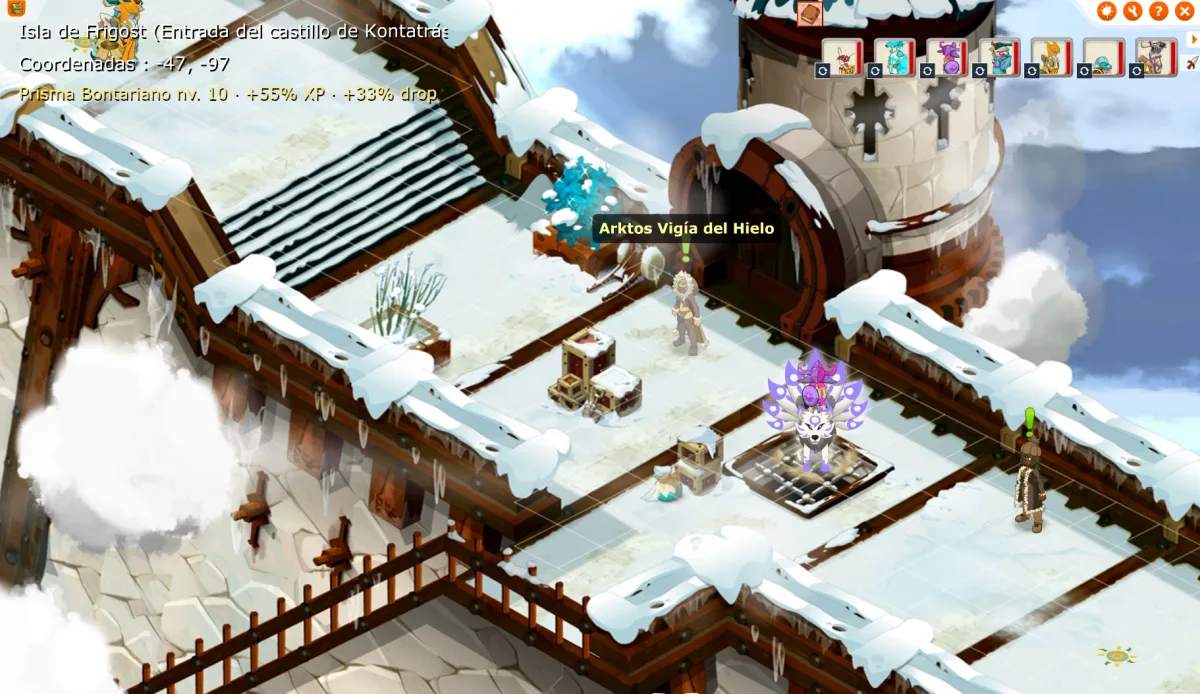 Isla de Frigost (Entrada del castillo de Kontatrás
Coordenadas : -47, -97
Prisma Bontariano nv. 10 · +55% XP · +33% drop
Arktos Vigía del Hielo